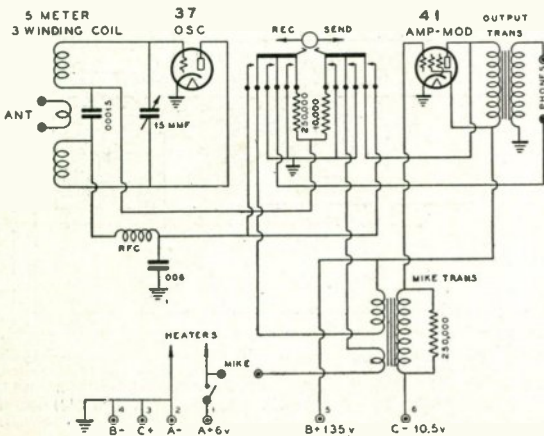 5 METER
3 WINDING COIL
37
OSC
REC
SEND
41
AMP-MOD
OUTPUT
TRANS
ANT
.00015
15 MMF
250,000
10,000
PHONES
RFC
.006
MIKE TRANS
HEATERS
MIKE
250,000
4
3
2
1
5
6
B-
C+
A-
A+6v
B+135v
C-10.5v